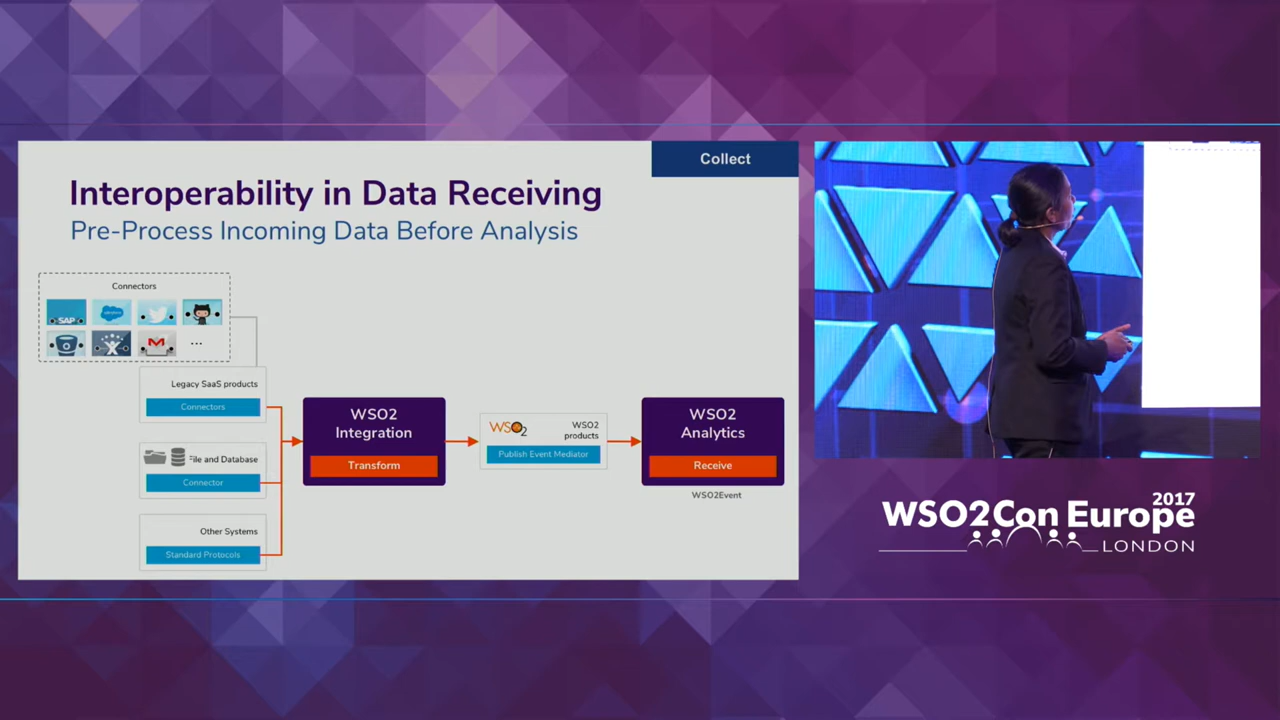 Collect
Interoperability in Data Receiving
Pre-Process Incoming Data Before Analysis
Connectors
SAP
salesforce
...
Legacy SaaS products
Connectors
File and Database
Connector
Other Systems
Standard Protocols
WSO2
Integration
Transform
WSO2
WSO2
products
Publish Event Mediator
WSO2
Analytics
Receive
WSO2Event
2017
WSO2Con Europe
LONDON